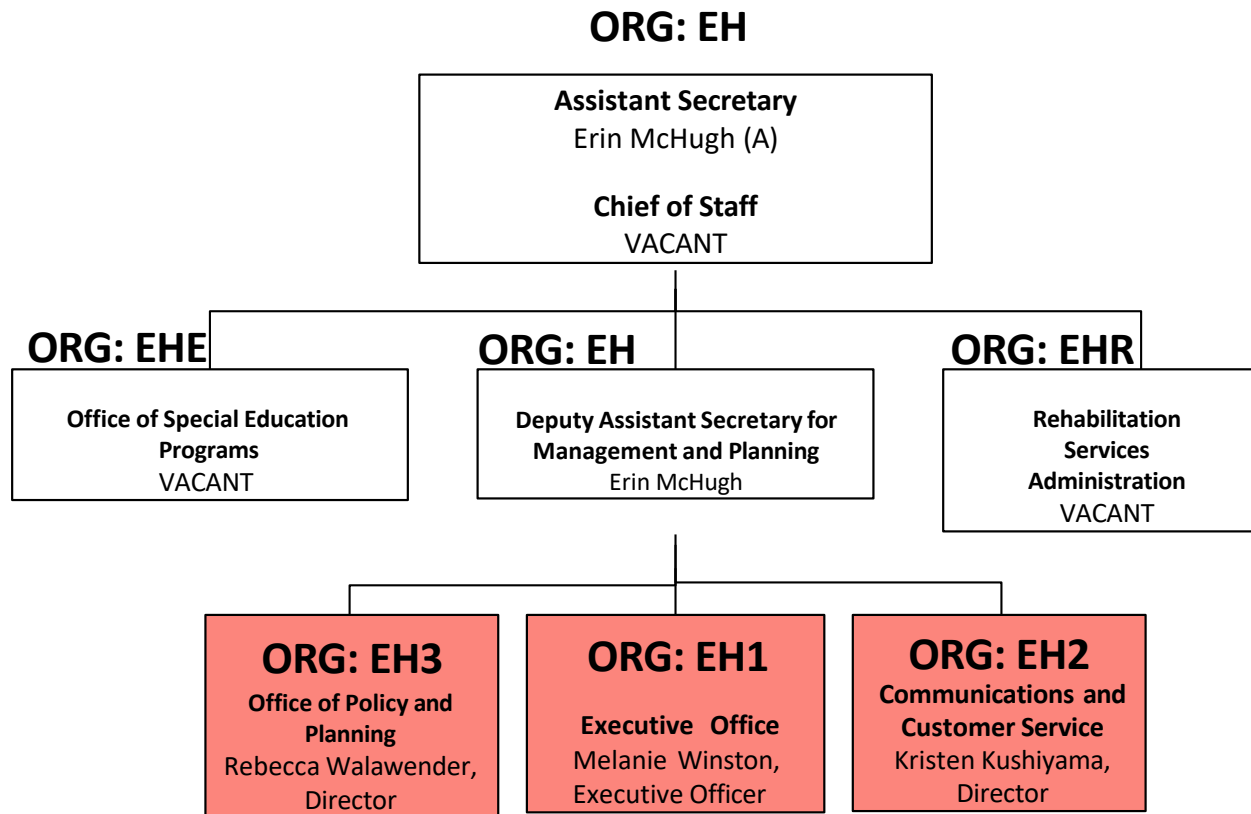 ORG: EH
Assistant Secretary
Erin McHugh (A)
Chief of Staff
VACANT
ORG: EHE
Office of Special Education
Programs
VACANT
ORG: EH
Deputy Assistant Secretary for
Management and Planning
Erin McHugh
ORG: EHR
Rehabilitation
Services
Administration
VACANT
ORG: EH3
Office of Policy and
Planning
Rebecca Walawender,
Director
ORG: EH1
Executive Office
Melanie Winston,
Executive Officer
ORG: EH2
Communications and
Customer Service
Kristen Kushiyama,
Director